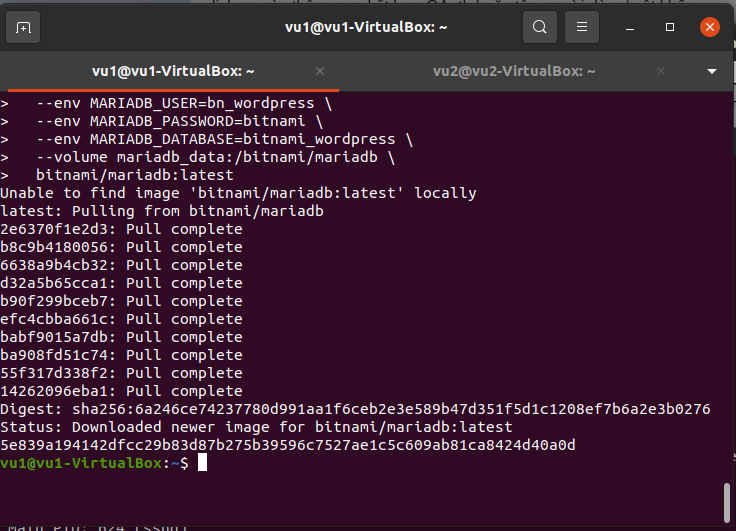 vu1@vu1-VirtualBox: ~
vu1@vu1-VirtualBox: ~ × vu2@vu2-VirtualBox: ~ ×
> --env MARIADB_USER=bn_wordpress \
> --env MARIADB_PASSWORD=bitnami \
> --env MARIADB_DATABASE=bitnami_wordpress \
> --volume mariadb_data:/bitnami/mariadb \
> bitnami/mariadb:latest
Unable to find image 'bitnami/mariadb:latest' locally
latest: Pulling from bitnami/mariadb
2e6370f1e2d3: Pull complete
b8c9b4180056: Pull complete
6638a9b4cb32: Pull complete
d32a5b65cca1: Pull complete
b90f299bceb7: Pull complete
efc4cbba661c: Pull complete
babf9015a7db: Pull complete
ba908fd51c74: Pull complete
55f317d338f2: Pull complete
14262096eba1: Pull complete
Digest: sha256:6a246ce74237780d991aa1f6ceb2e3e589b47d351f5d1c1208ef7b6a2e3b0276
Status: Downloaded newer image for bitnami/mariadb:latest
5e839a194142dfcc29b83d87b275b39596c7527ae1c5c609ab81ca8424d40a0d
vu1@vu1-VirtualBox:~$